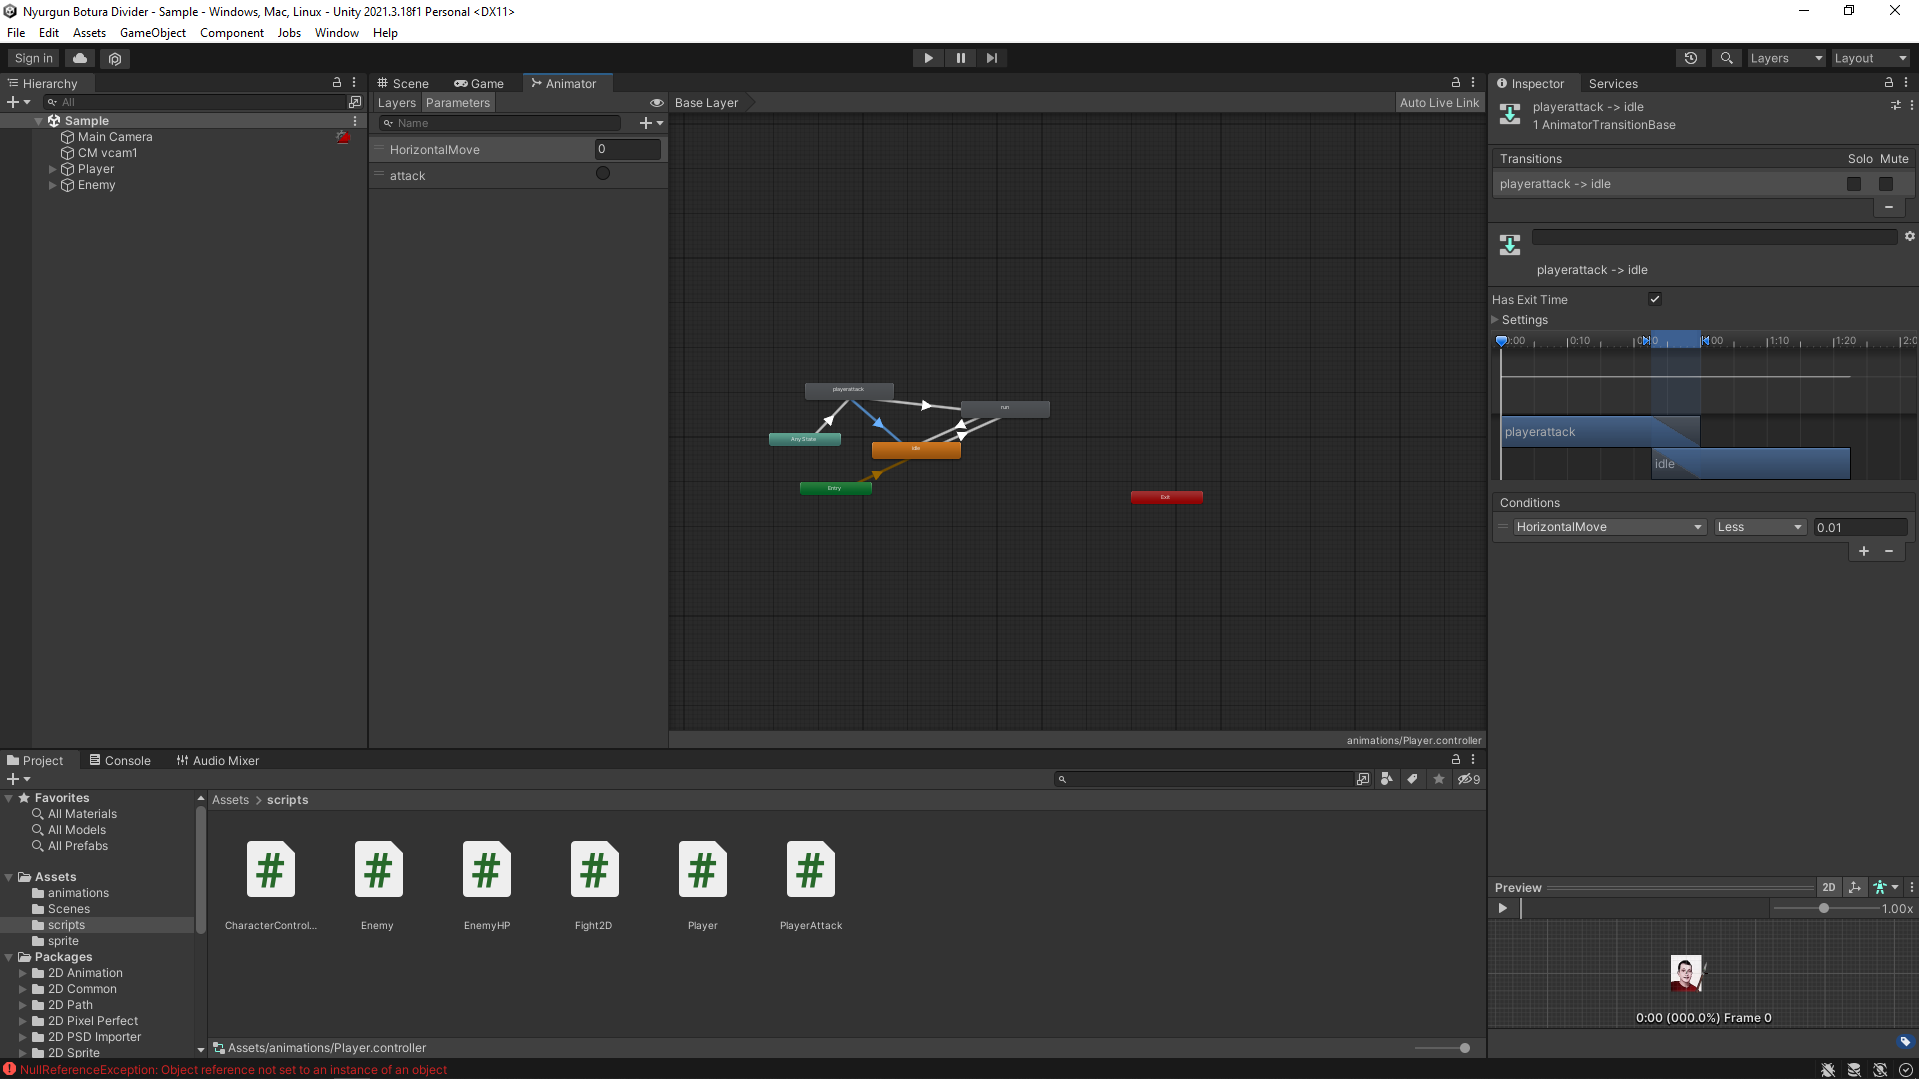 Nyurgun Botura Divider - Sample - Windows, Mac, Linux - Unity 2021.3.18f1 Personal <DX11>
File Edit Assets GameObject Component Jobs Window Help
Sign in
Layers Layout
Hierarchy
All
Sample
Main Camera
CM vcam1
Player
Enemy
Scene Game Animator
Layers Parameters
Name
HorizontalMove 0
attack
Base Layer
Auto Live Link
playerattack
run
Any State
idle
Entry
Exit
animations/Player.controller
Inspector Services
playerattack -> idle
1 AnimatorTransitionBase
Transitions Solo Mute
playerattack -> idle
playerattack -> idle
Has Exit Time
Settings
0:10 1:10 1:20
playerattack
idle
Conditions
HorizontalMove Less 0.01
Preview 2D
1.00x
0:00 (000.0%) Frame 0
Project Console Audio Mixer
9
Favorites
All Materials
All Models
All Prefabs
Assets
animations
Scenes
scripts
sprite
Packages
2D Animation
2D Common
2D Path
2D Pixel Perfect
2D PSD Importer
2D Sprite
Assets > scripts
CharacterControl...
Enemy
EnemyHP
Fight2D
Player
PlayerAttack
Assets/animations/Player.controller
NullReferenceException: Object reference not set to an instance of an object